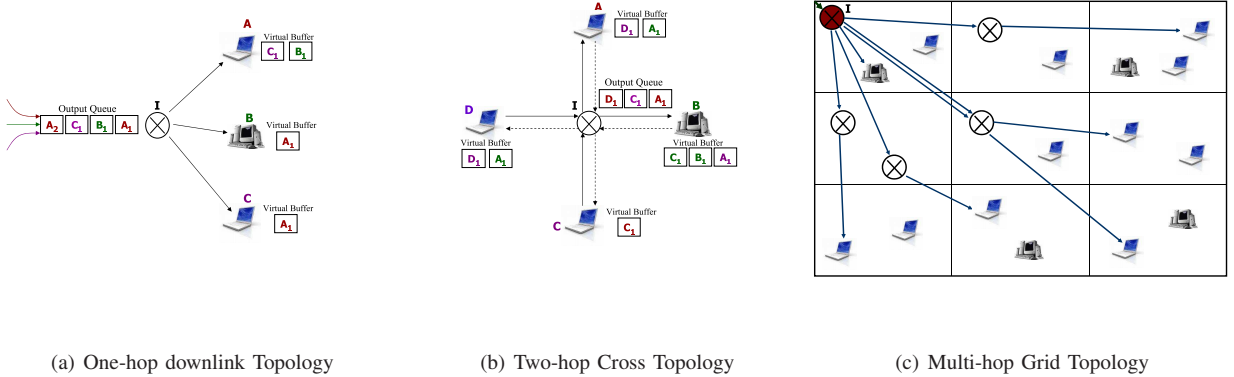 A
Virtual Buffer
C1 B1
Output Queue
A2 C1 B1 A1
I
B
Virtual Buffer
A1
C
Virtual Buffer
A1
(a) One-hop downlink Topology
A
Virtual Buffer
D1 A1
Output Queue
D1 C1 A1
I
D
Virtual Buffer
D1 A1
B
Virtual Buffer
C1 B1 A1
C
Virtual Buffer
C1
(b) Two-hop Cross Topology
I
(c) Multi-hop Grid Topology